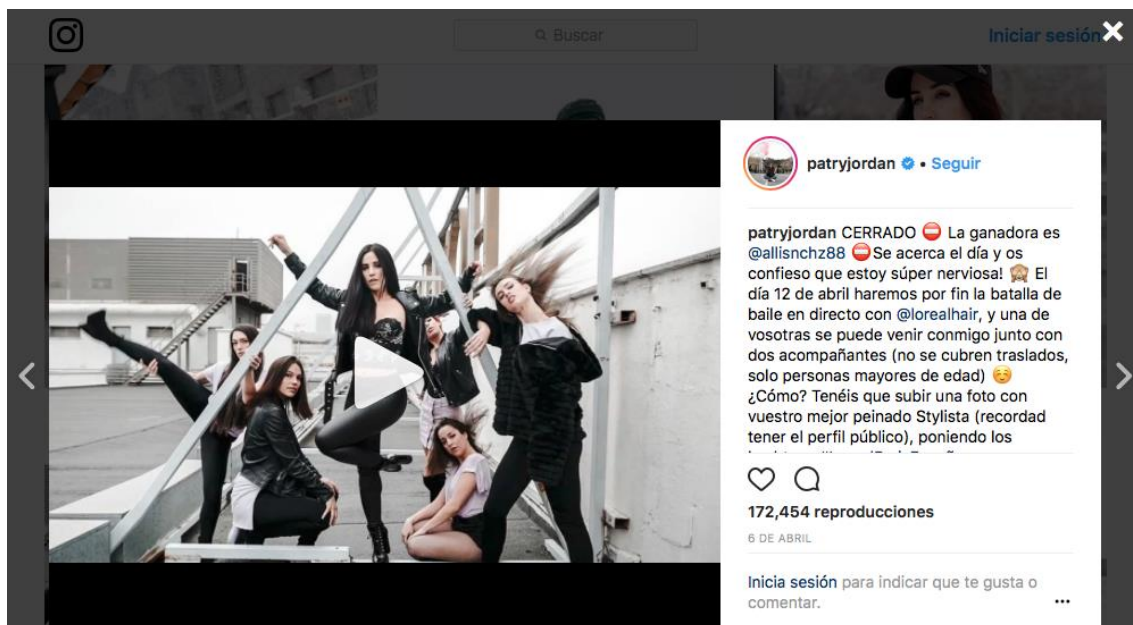 Buscar
Iniciar sesión
patryjordan • Seguir
patryjordan CERRADO ⛔ La ganadora es
@allisnchz88 ⛔Se acerca el día y os
confieso que estoy súper nerviosa! 🙈 El
día 12 de abril haremos por fin la batalla de
baile en directo con @lorealhair, y una de
vosotras se puede venir conmigo junto con
dos acompañantes (no se cubren traslados,
solo personas mayores de edad) ☺️
¿Cómo? Tenéis que subir una foto con
vuestro mejor peinado Stylista (recordad
tener el perfil público), poniendo los
172,454 reproducciones
6 DE ABRIL
Inicia sesión para indicar que te gusta o
comentar.